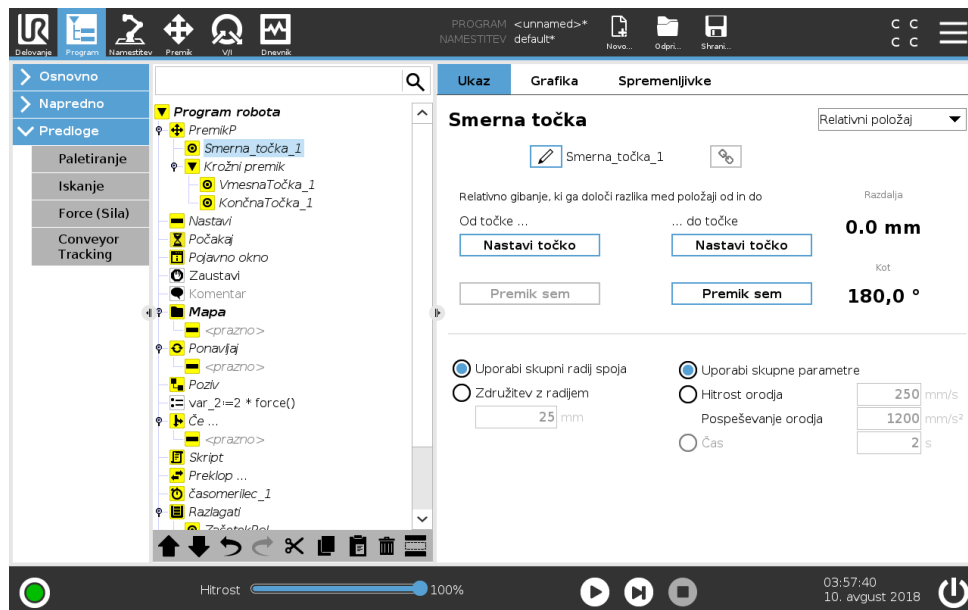 PROGRAM <unnamed>*
NAMESTITEV default*
Delovanje Program Namestitev Premik V/I Dnevnik Novo... Odpri... Shrani...
C C
C C
Osnovno
Napredno
Predloge
Paletiranje
Iskanje
Force (Sila)
Conveyor
Tracking
Program robota
PremikP
Smerna_točka_1
Krožni premik
VmesnaTočka_1
KončnaTočka_1
Nastavi
Počakaj
Pojavno okno
Zaustavi
Komentar
Mapa
<prazno>
Ponavljaj
<prazno>
Poziv
var_2:=2 * force()
Če ...
<prazno>
Skript
Preklop ...
časomerilec_1
Razlagati
ZačetekPol
Ukaz Grafika Spremenljivke
Smerna točka Relativni položaj
Smerna_točka_1
Relativno gibanje, ki ga določi razlika med položaji od in do Razdalja
Od točke ... ... do točke 0.0 mm
Nastavi točko Nastavi točko
Kot
Premik sem Premik sem 180,0 °
Uporabi skupni radij spoja Uporabi skupne parametre
Združitev z radijem Hitrost orodja 250 mm/s
25 mm Pospeševanje orodja 1200 mm/s²
Čas 2 s
Hitrost 100% 03:57:40
10. avgust 2018